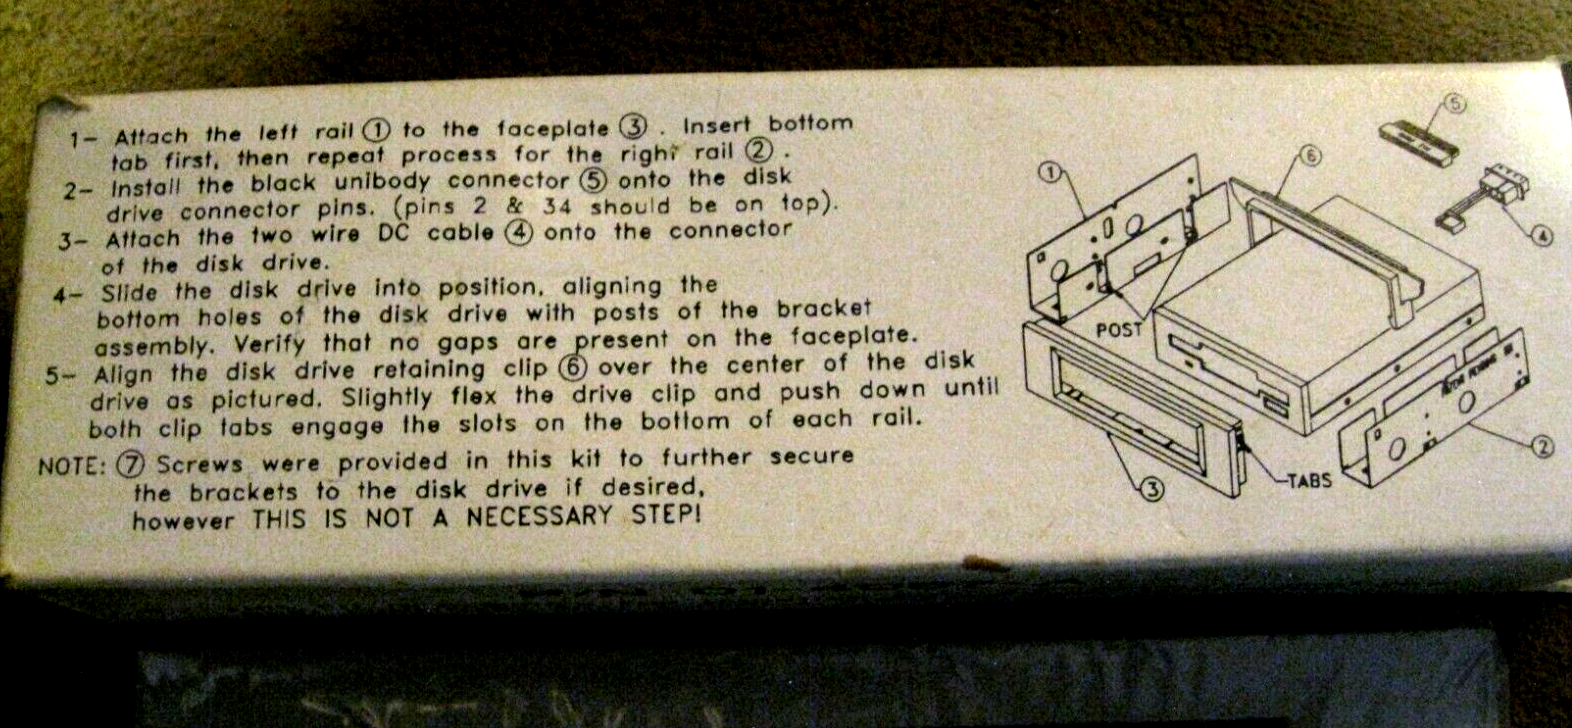 1- Attach the left rail ① to the faceplate ③. Insert bottom
tab first, then repeat process for the right rail ②.
2- Install the black unibody connector ⑤ onto the disk
drive connector pins. (pins 2 & 34 should be on top).
3- Attach the two wire DC cable ④ onto the connector
of the disk drive.
4- Slide the disk drive into position, aligning the
bottom holes of the disk drive with posts of the bracket
assembly. Verify that no gaps are present on the faceplate.
5- Align the disk drive retaining clip ⑥ over the center of the disk
drive as pictured. Slightly flex the drive clip and push down until
both clip tabs engage the slots on the bottom of each rail.
NOTE: ⑦ Screws were provided in this kit to further secure
the brackets to the disk drive if desired,
however THIS IS NOT A NECESSARY STEP!
①
⑥
⑤
④
POST
②
③
TABS